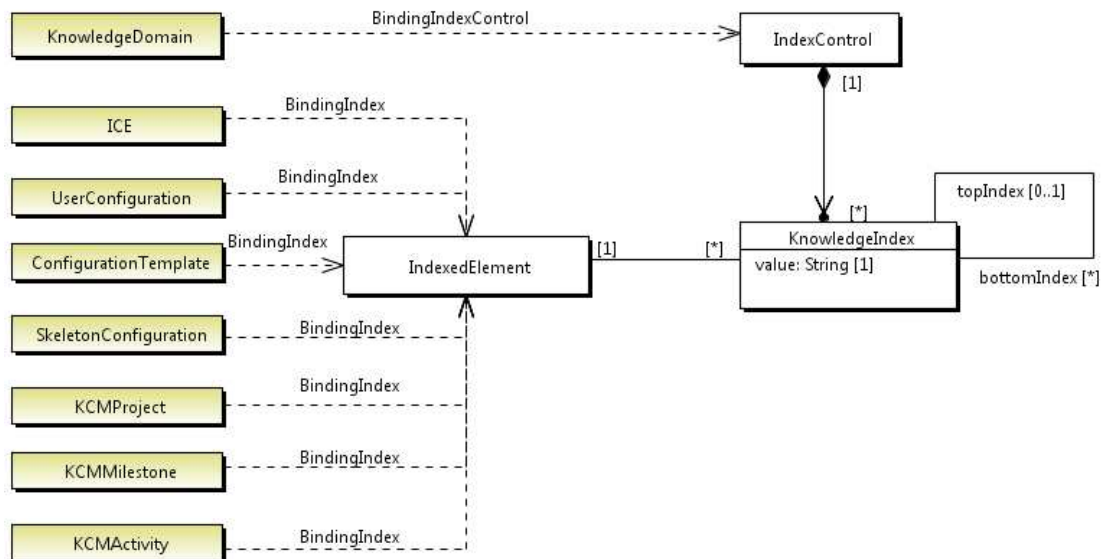 BindingIndexControl
KnowledgeDomain
IndexControl
[1]
BindingIndex
ICE
BindingIndex
UserConfiguration
topIndex [0..1]
[*]
BindingIndex
KnowledgeIndex
ConfigurationTemplate
IndexedElement
[1]
[*]
value: String [1]
bottomIndex [*]
SkeletonConfiguration
BindingIndex
BindingIndex
KCMProject
BindingIndex
KCMMilestone
BindingIndex
KCMActivity